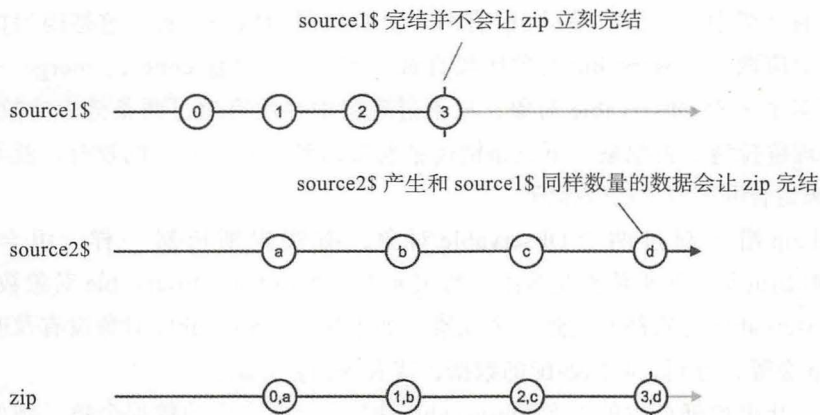 source1$ 完结并不会让 zip 立刻完结
source1$ 0 1 2 3
source2$ 产生和 source1$ 同样数量的数据会让 zip 完结
source2$ a b c d
zip 0,a 1,b 2,c 3,d